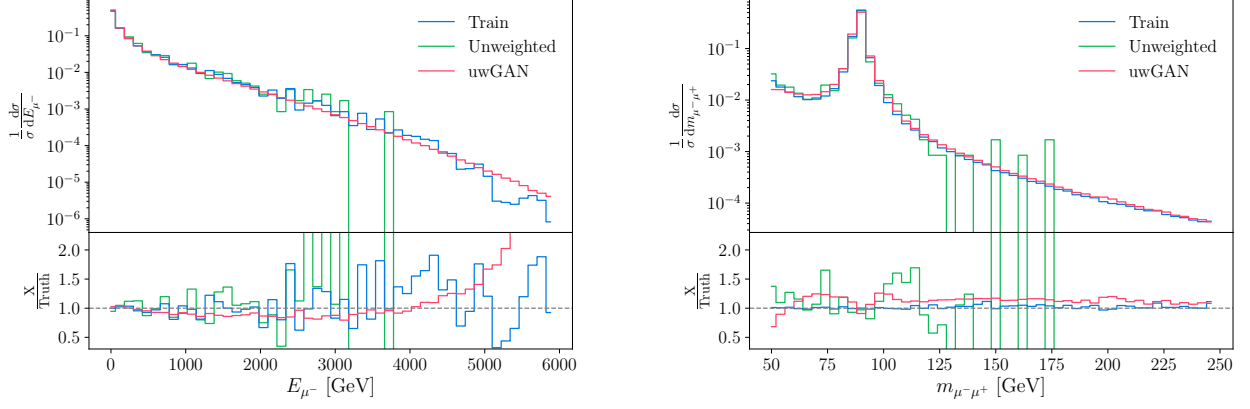 10⁻¹
10⁻²
10⁻³
10⁻⁴
10⁻⁵
10⁻⁶
1/σ dσ/dE_μ⁻
Train
Unweighted
uwGAN
2.0
1.5
1.0
0.5
X/Truth
0 1000 2000 3000 4000 5000 6000
E_μ⁻ [GeV]
10⁻¹
10⁻²
10⁻³
10⁻⁴
1/σ dσ/dm_μ⁻μ⁺
Train
Unweighted
uwGAN
2.0
1.5
1.0
0.5
X/Truth
50 75 100 125 150 175 200 225 250
m_μ⁻μ⁺ [GeV]